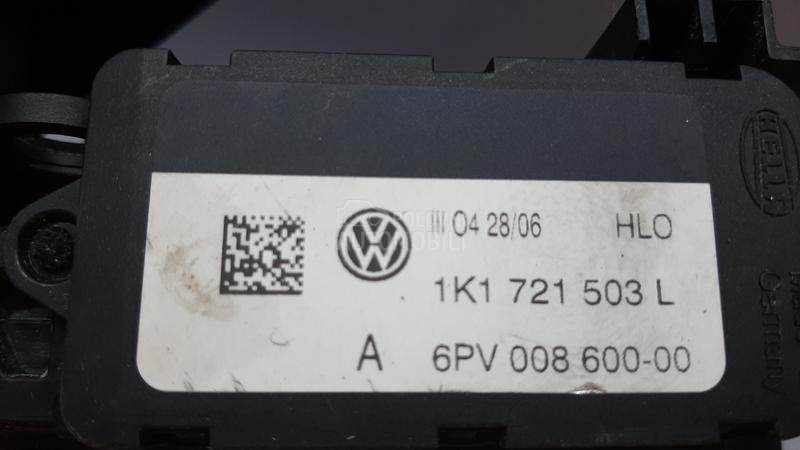 III 04 28/06 HLO
1K1 721 503 L
A 6PV 008 600-00
HELLA
Germany